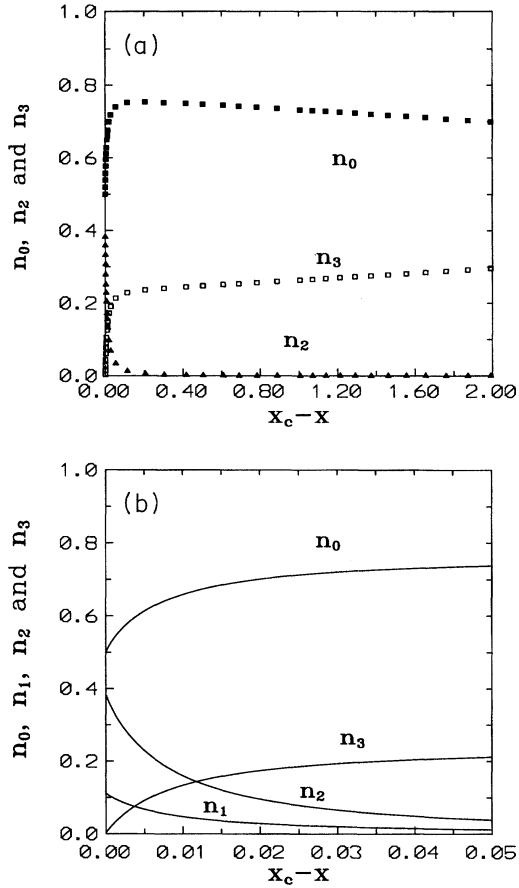 1.0
(a)
0.8
n₀, n₂ and n₃
0.6
n₀
0.4
n₃
0.2
n₂
0.0
0.00 0.40 0.80 1.20 1.60 2.00
x_c-x
1.0
(b)
0.8
n₀, n₁, n₂ and n₃
n₀
0.6
0.4
n₃
0.2
n₁
n₂
0.0
0.00 0.01 0.02 0.03 0.04 0.05
x_c-x